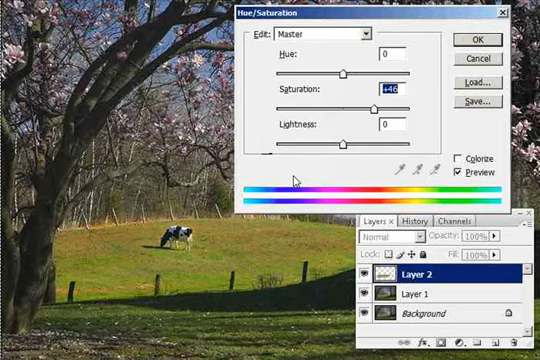 Hue/Saturation
Edit: Master
Hue: 0
Saturation: +46
Lightness: 0
OK
Cancel
Load...
Save...
Colorize
Preview
Layers x History Channels
Normal Opacity: 100%
Lock: Fill: 100%
Layer 2
Layer 1
Background